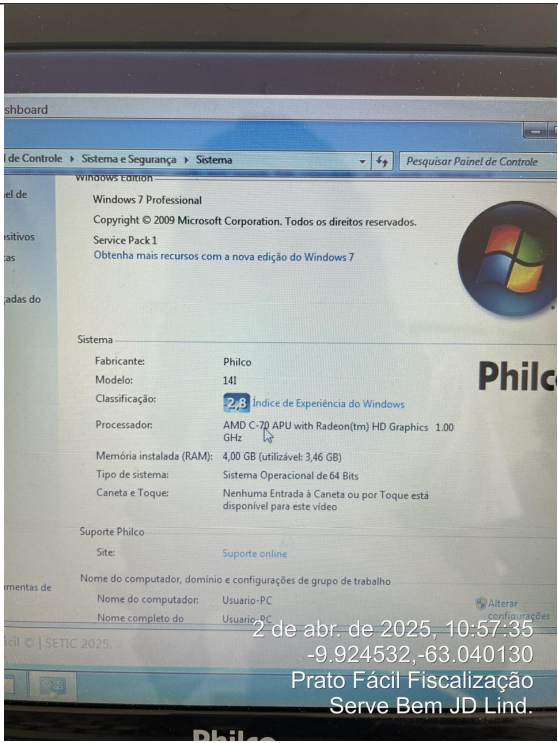 shboard
l de Controle ▸ Sistema e Segurança ▸ Sistema
Pesquisar Painel de Controle
nel de
Windows Edition
Windows 7 Professional
Copyright © 2009 Microsoft Corporation. Todos os direitos reservados.
ositivos
Service Pack 1
tas
Obtenha mais recursos com a nova edição do Windows 7
çadas do
Sistema
Fabricante: Philco
Modelo: 14I
Philc
Classificação: 2,8 Índice de Experiência do Windows
Processador: AMD C-70 APU with Radeon(tm) HD Graphics 1.00
GHz
Memória instalada (RAM): 4,00 GB (utilizável: 3,46 GB)
Tipo de sistema: Sistema Operacional de 64 Bits
Caneta e Toque: Nenhuma Entrada à Caneta ou por Toque está
disponível para este vídeo
Suporte Philco
Site: Suporte online
amentas de
Nome do computador, domínio e configurações de grupo de trabalho
Nome do computador: Usuario-PC
Alterar
configurações
Nome completo do Usuario-PC
ácil © | SETIC 2025.
2 de abr. de 2025, 10:57:35
-9.924532,-63.040130
Prato Fácil Fiscalização
Serve Bem JD Lind.
Philco